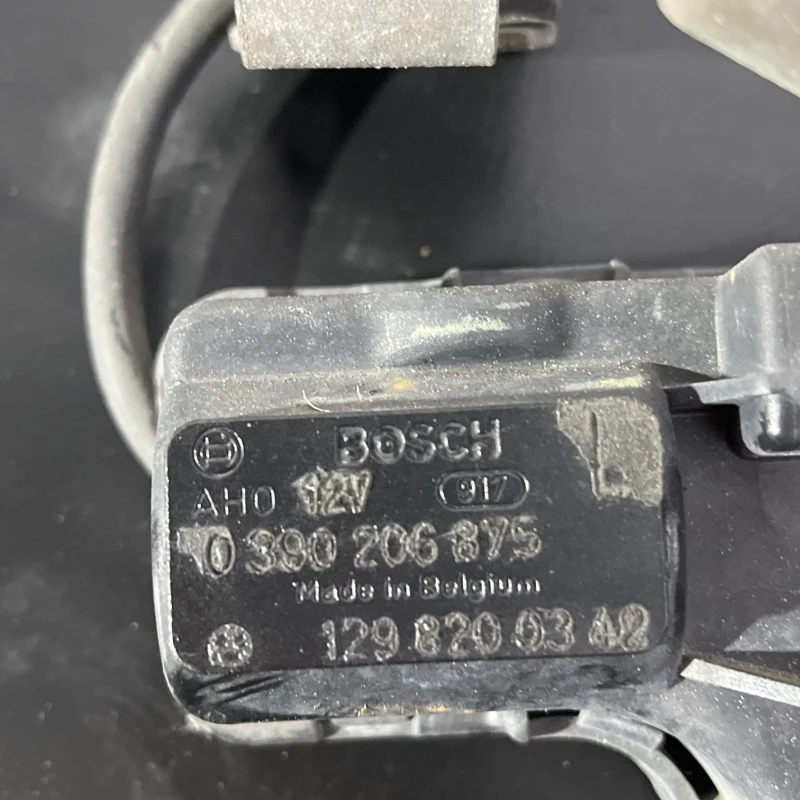 BOSCH L
AHO 12V 917
0 390 206 875
Made in Belgium
129 820 03 42